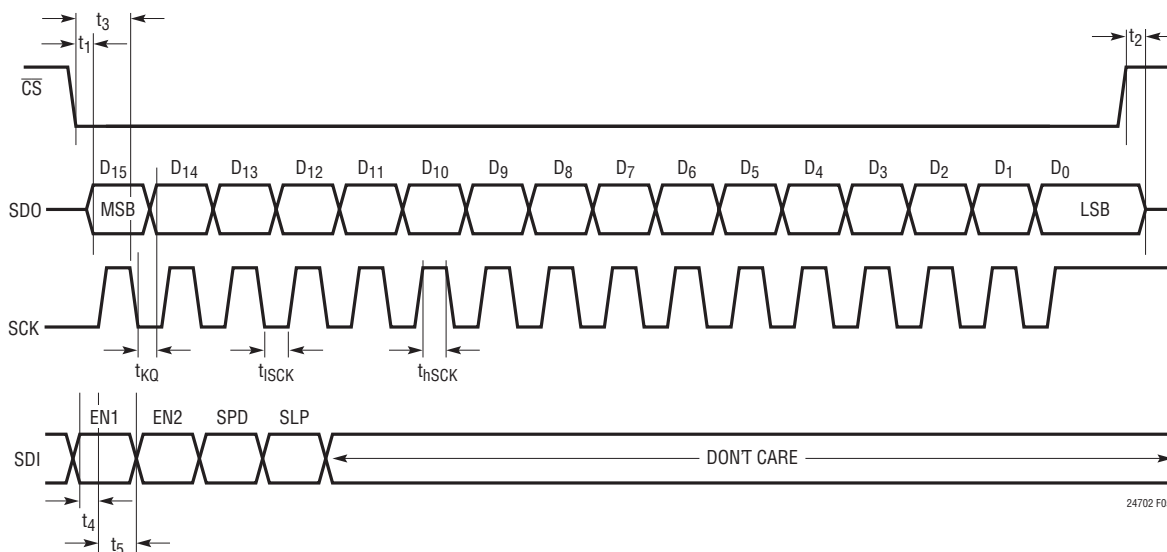 t3
t1
t2
CS
D15 D14 D13 D12 D11 D10 D9 D8 D7 D6 D5 D4 D3 D2 D1 D0
SDO MSB LSB
SCK
tKQ tlSCK thSCK
EN1 EN2 SPD SLP
SDI DON'T CARE
24702 F0
t4
t5